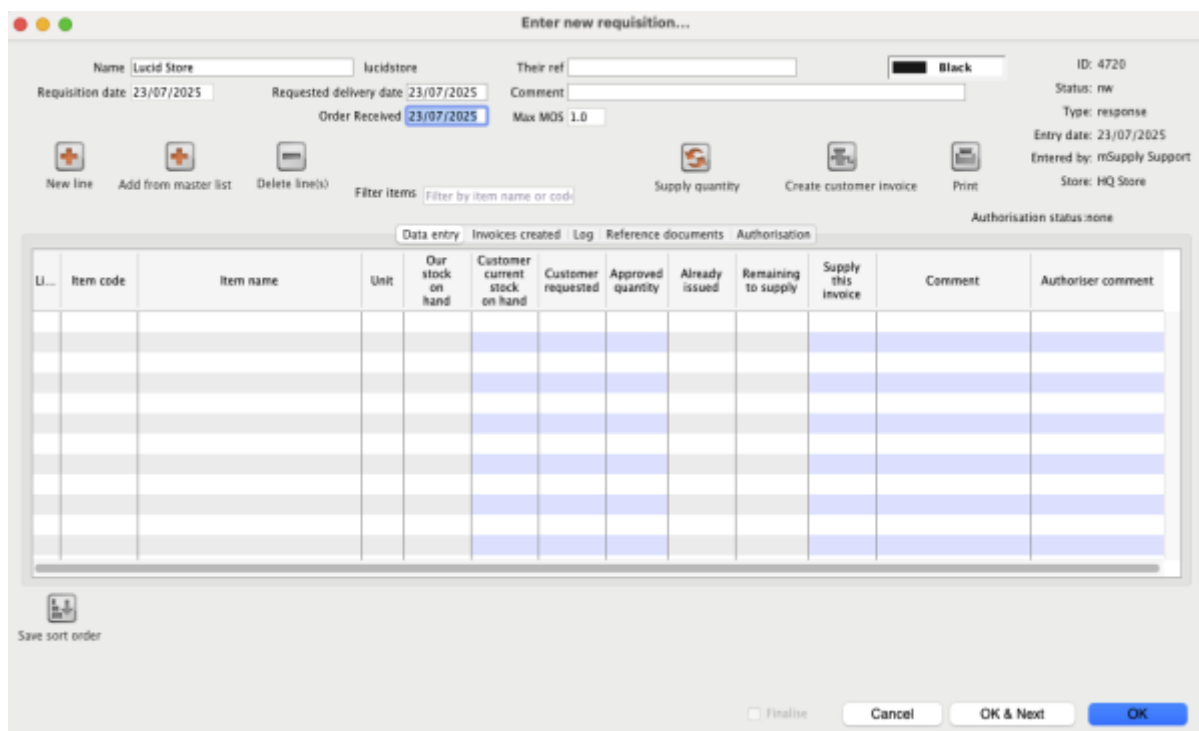 Enter new requisition...
Name Lucid Store lucidstore Their ref Black ID: 4720
Requisition date 23/07/2025 Requested delivery date 23/07/2025 Comment Status: nw
Order Received 23/07/2025 Max MOS 1.0 Type: response
Entry date: 23/07/2025
Entered by: mSupply Support
Store: HQ Store
New line Add from master list Delete line(s) Filter items Filter by item name or code Supply quantity Create customer invoice Print
Authorisation status:none
Data entry Invoices created Log Reference documents Authorisation
Li... Item code Item name Unit Our stock on hand Customer current stock on hand Customer requested Approved quantity Already issued Remaining to supply Supply this invoice Comment Authoriser comment
Save sort order
Finalise Cancel OK & Next OK